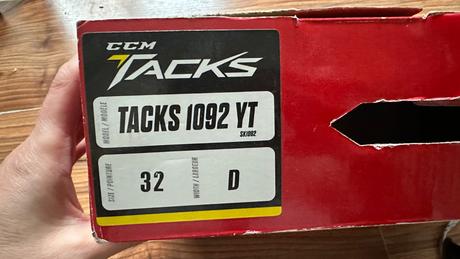 CCM
TACKS
MODEL / MODÈLE
TACKS 1092 YT
SK1092
SIZE / POINTURE
32
WIDTH / LARGEUR
D